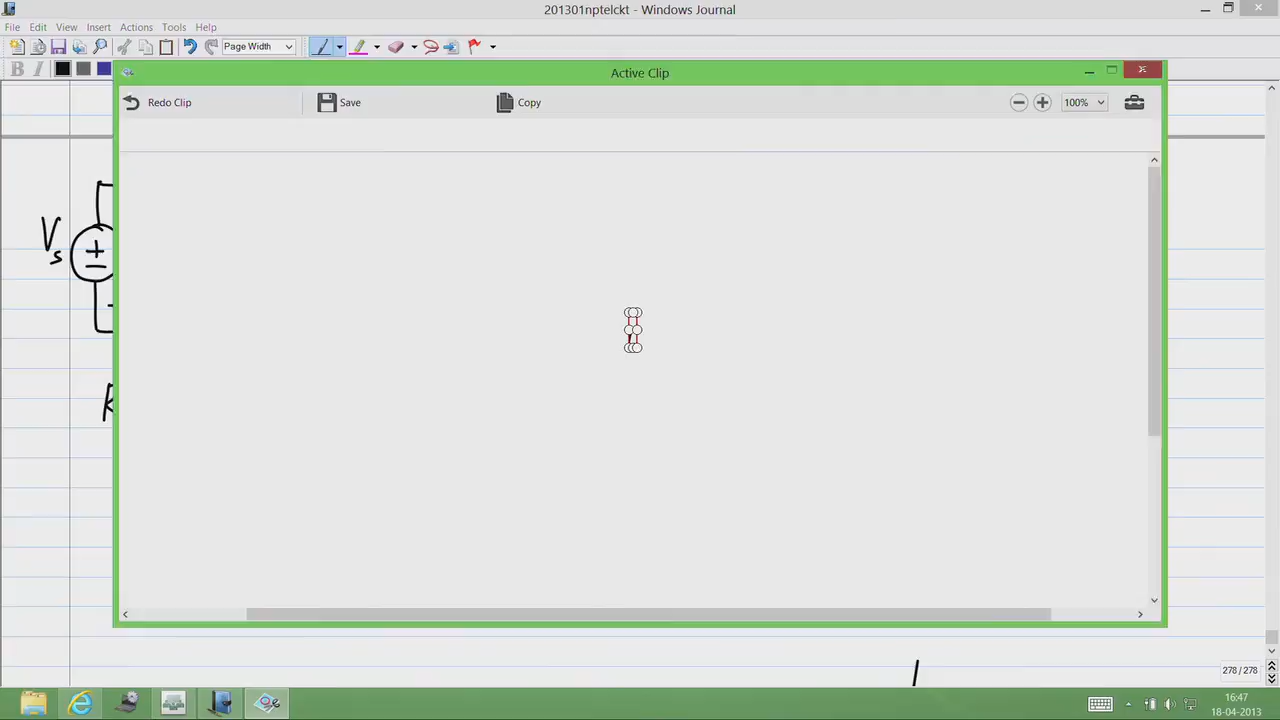 201301nptelckt - Windows Journal
File Edit View Insert Actions Tools Help
Page Width
B I
Active Clip
Redo Clip Save Copy 100%
Vs
+
−
R
278 / 278
16:47
18-04-2013